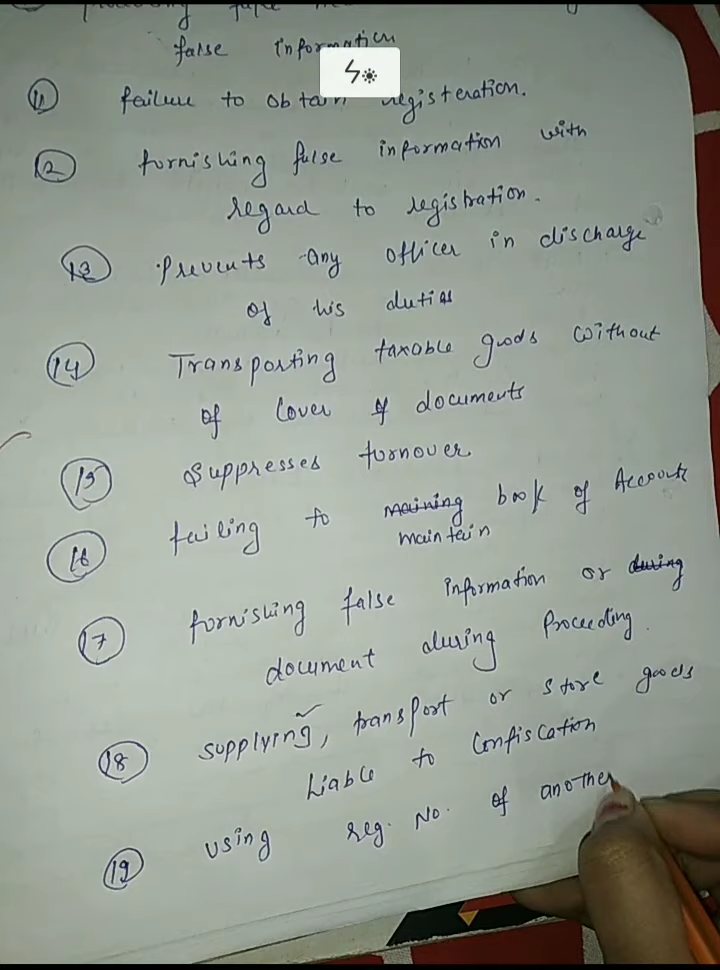 false information
11 failure to obtain registeration.
12 furnishing false information with
regard to registration.
13 Prevents any officer in discharge
of his duties
14 Transporting taxable goods without
of Cover of documents
15 Suppresses turnover.
16 failing to maining book of Accounts
maintain
17 furnishing false information or during
document during Proceeding.
18 supplying, transport or store goods
Liable to Confiscation
19 using reg. No. of another